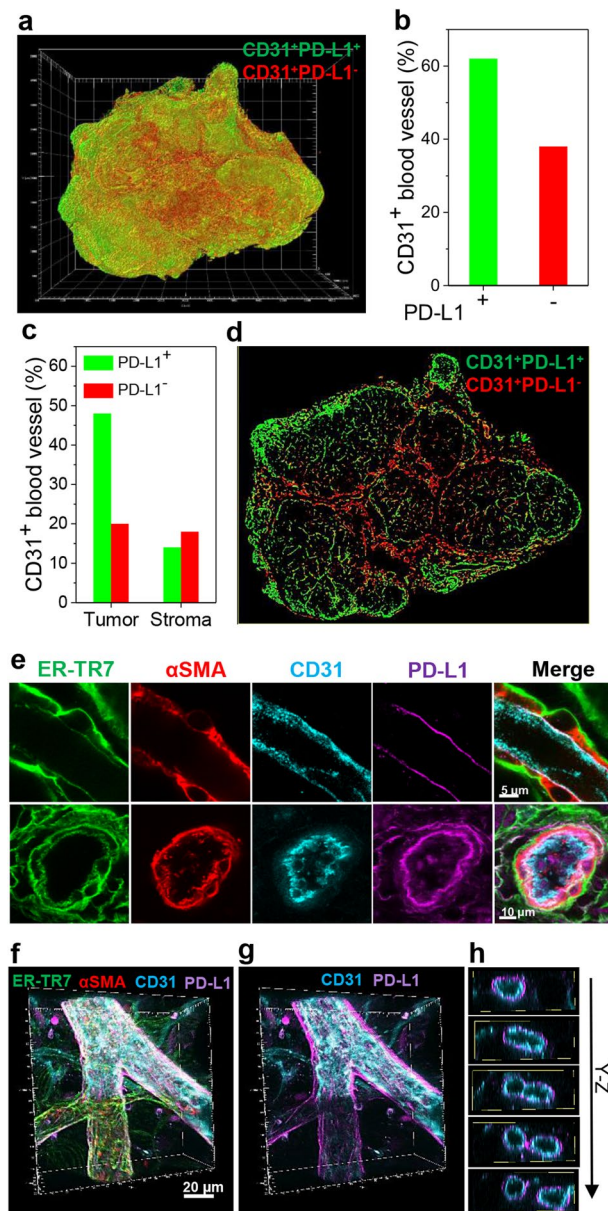 a
CD31+PD-L1+
CD31+PD-L1-
b
CD31+ blood vessel (%)
60
40
20
0
PD-L1
+
-
c
CD31+ blood vessel (%)
60
50
40
30
20
10
0
PD-L1+
PD-L1-
Tumor
Stroma
d
CD31+PD-L1+
CD31+PD-L1-
e
ER-TR7
αSMA
CD31
PD-L1
Merge
5 µm
10 µm
f
ER-TR7 αSMA CD31 PD-L1
20 µm
g
CD31 PD-L1
h
Y-Z